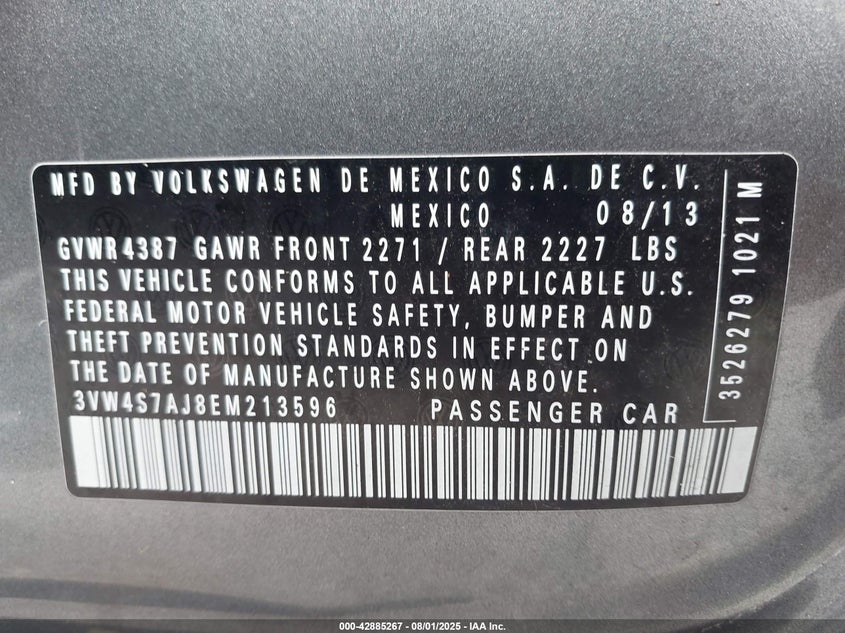 MFD BY VOLKSWAGEN DE MEXICO S.A. DE C.V.
MEXICO 08/13
GVWR 4387 GAWR FRONT 2271 / REAR 2227 LBS
THIS VEHICLE CONFORMS TO ALL APPLICABLE U.S.
FEDERAL MOTOR VEHICLE SAFETY, BUMPER AND
THEFT PREVENTION STANDARDS IN EFFECT ON
THE DATE OF MANUFACTURE SHOWN ABOVE.
3VW4S7AJ8EM213596 PASSENGER CAR
3526279 1021 M
000-42885267 - 08/01/2025 - IAA Inc.